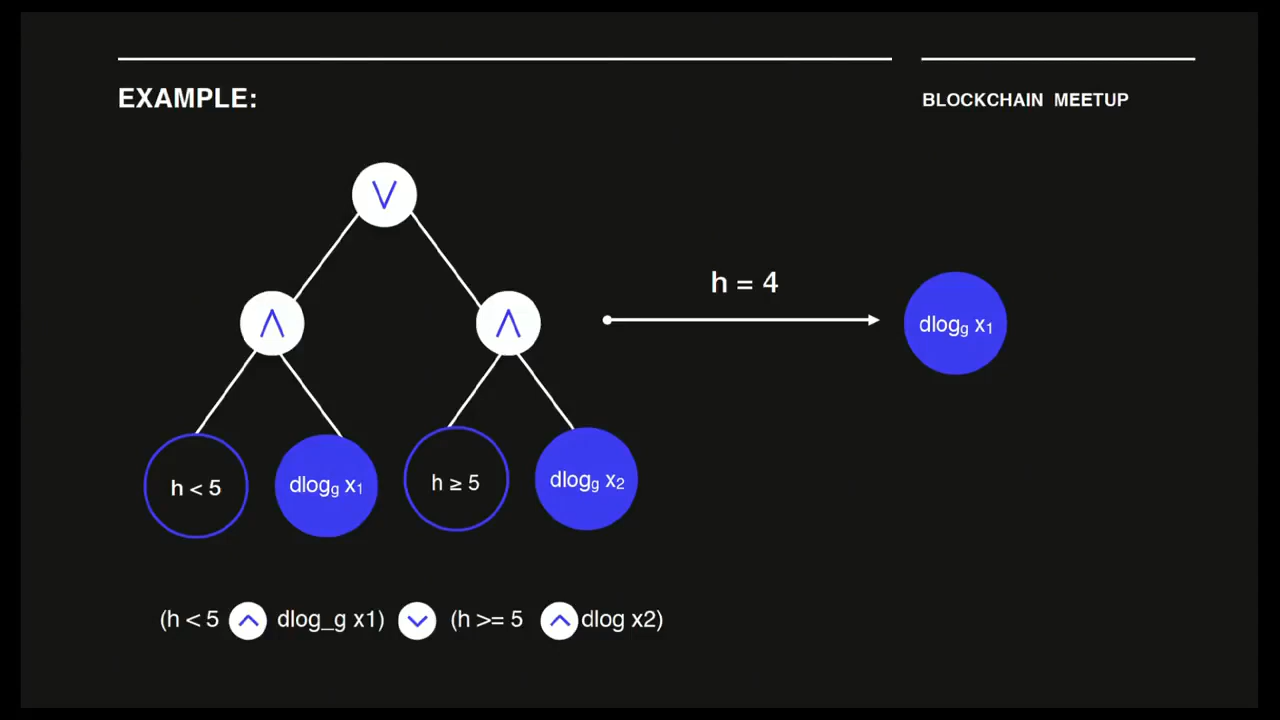 EXAMPLE:
BLOCKCHAIN MEETUP
∨
h = 4
∧
∧
dlog_g x₁
h < 5
dlog_g x₁
h ≥ 5
dlog_g x₂
(h < 5 ∧ dlog_g x1) ∨ (h >= 5 ∧ dlog x2)